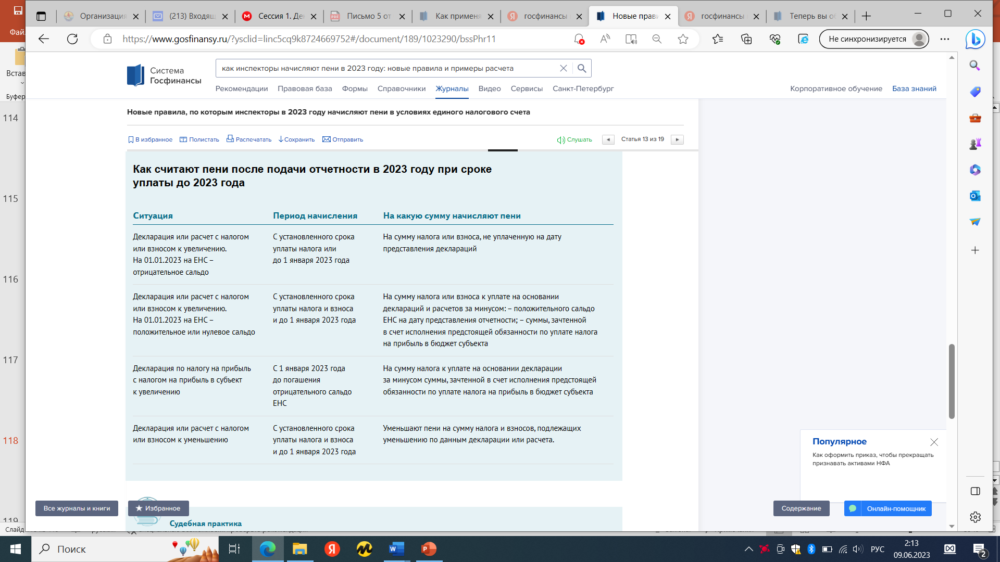 Организация
(213) Входящ
Сессия 1. Де
Письмо 5 от
Как применя
госфинансы
Новые прави
госфинансы
Теперь вы об
Фай
https://www.gosfinansy.ru/?ysclid=linc5cq9k8724669752#/document/189/1023290/bssPhr11
Не синхронизируется
Встав
Буфер
114
115
116
117
118
119
Слайд
Система
Госфинансы
как инспекторы начисляют пени в 2023 году: новые правила и примеры расчета
Рекомендации Правовая база Формы Справочники Журналы Видео Сервисы Санкт-Петербург
Корпоративное обучение База знаний
Новые правила, по которым инспекторы в 2023 году начисляют пени в условиях единого налогового счета
В избранное Полистать Распечатать Сохранить Отправить
Слушать Статья 13 из 19
Как считают пени после подачи отчетности в 2023 году при сроке
уплаты до 2023 года
Ситуация Период начисления На какую сумму начисляют пени
Декларация или расчет с налогом
или взносом к увеличению.
На 01.01.2023 на ЕНС –
отрицательное сальдо
С установленного срока
уплаты налога или
до 1 января 2023 года
На сумму налога или взноса, не уплаченную на дату
представления деклараций
Декларация или расчет с налогом
или взносом к увеличению.
На 01.01.2023 на ЕНС –
положительное или нулевое сальдо
С установленного срока
уплаты налога и взноса
и до 1 января 2023 года
На сумму налога или взноса к уплате на основании
деклараций и расчетов за минусом: – положительного сальдо
ЕНС на дату представления отчетности; – суммы, зачтенной
в счет исполнения предстоящей обязанности по уплате налога
на прибыль в бюджет субъекта
Декларация по налогу на прибыль
с налогом на прибыль в субъект
к увеличению
С 1 января 2023 года
до погашения
отрицательного сальдо
ЕНС
На сумму налога к уплате на основании декларации
за минусом суммы, зачтенной в счет исполнения предстоящей
обязанности по уплате налога на прибыль в бюджет субъекта
Декларация или расчет с налогом
или взносом к уменьшению
С установленного срока
уплаты налога и взноса
и до 1 января 2023 года
Уменьшают пени на сумму налога и взносов, подлежащих
уменьшению по данным декларации или расчета.
Популярное
Как оформить приказ, чтобы прекращать
признавать активами НФА
Все журналы и книги
Избранное
Содержание
Онлайн-помощник
Судебная практика
Поиск
РУС
2:13
09.06.2023
2